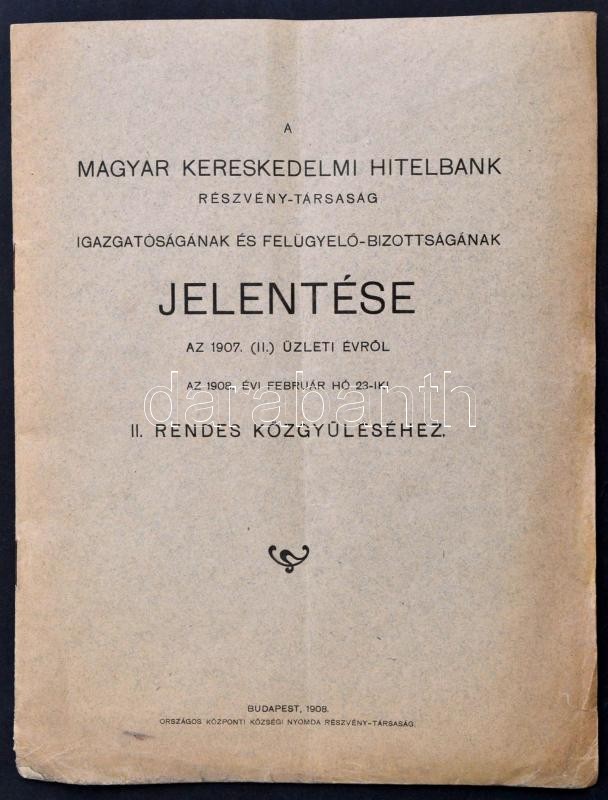 A
MAGYAR KERESKEDELMI HITELBANK
RÉSZVÉNY-TÁRSASÁG
IGAZGATÓSÁGÁNAK ÉS FELÜGYELŐ-BIZOTTSÁGÁNAK
JELENTÉSE
AZ 1907. (II.) ÜZLETI ÉVRŐL
AZ 1908. ÉVI FEBRUÁR HÓ 23-IKI
darabanth
II. RENDES KÖZGYŰLÉSÉHEZ.
BUDAPEST, 1908.
ORSZÁGOS KÖZPONTI KÖZSÉGI NYOMDA RÉSZVÉNY-TÁRSASÁG.